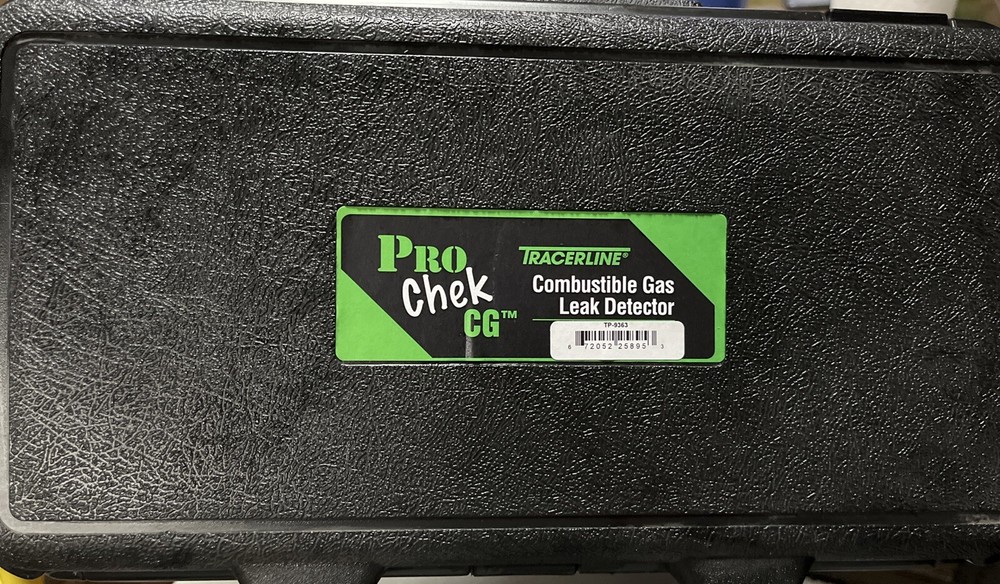 PRO
Chek
CG™
TRACERLINE®
Combustible Gas
Leak Detector
TP-9363
6 72052 25895 3